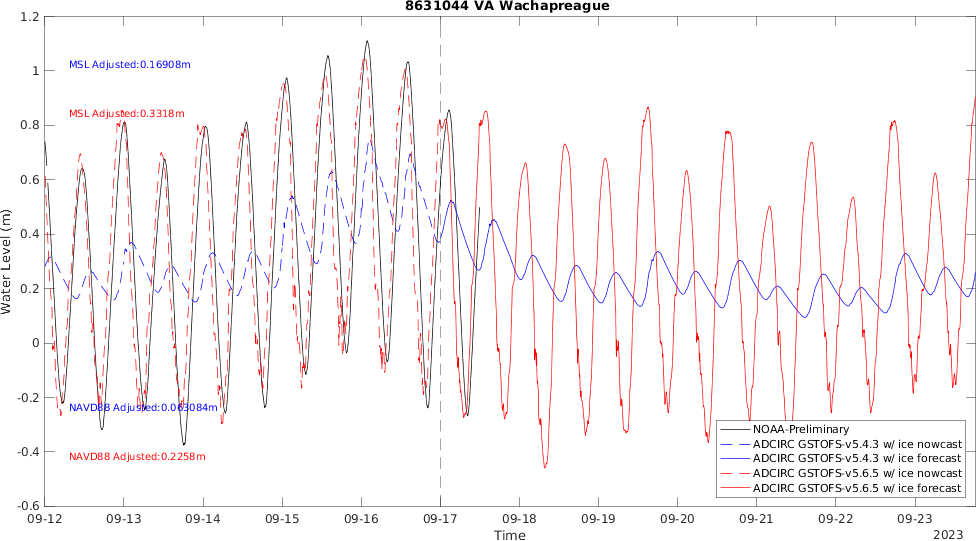 8631044 VA Wachapreague
1.2
1
0.8
0.6
0.4
0.2
0
-0.2
-0.4
-0.6
Water Level (m)
MSL Adjusted:0.16908m
MSL Adjusted:0.3318m
NAVD88 Adjusted:0.063084m
NAVD88 Adjusted:0.2258m
NOAA-Preliminary
ADCIRC GSTOFS-v5.4.3 w/ ice nowcast
ADCIRC GSTOFS-v5.4.3 w/ ice forecast
ADCIRC GSTOFS-v5.6.5 w/ ice nowcast
ADCIRC GSTOFS-v5.6.5 w/ ice forecast
09-12 09-13 09-14 09-15 09-16 09-17 09-18 09-19 09-20 09-21 09-22 09-23
Time
2023